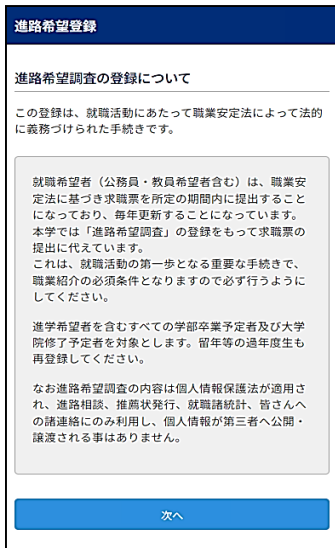 進路希望登録
進路希望調査の登録について
この登録は、就職活動にあたって職業安定法によって法的
に義務づけられた手続きです。
就職希望者（公務員・教員希望者含む）は、職業安
定法に基づき求職票を所定の期間内に提出すること
になっており、毎年更新することになっています。
本学では「進路希望調査」の登録をもって求職票の
提出に代えています。
これは、就職活動の第一歩となる重要な手続きで、
職業紹介の必須条件となりますので必ず行うように
してください。
進学希望者を含むすべての学部卒業予定者及び大学
院修了予定者を対象とします。留年等の過年度生も
再登録してください。
なお進路希望調査の内容は個人情報保護法が適用さ
れ、進路相談、推薦状発行、就職諸統計、皆さんへ
の諸連絡にのみ利用し、個人情報が第三者へ公開・
譲渡される事はありません。
次へ